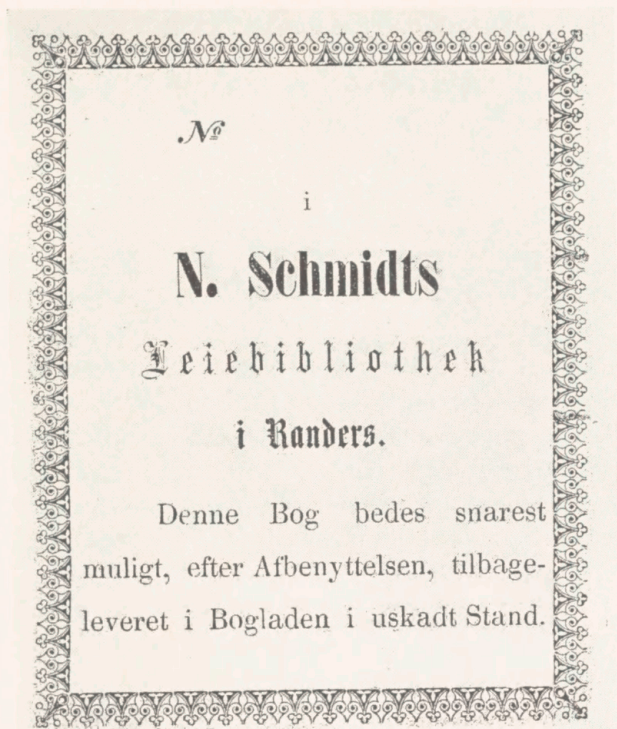 №
i
N. Schmidts
Leiebibliothek
i Randers.
Denne Bog bedes snarest
muligt, efter Afbenyttelsen, tilbage-
leveret i Bogladen i uskadt Stand.